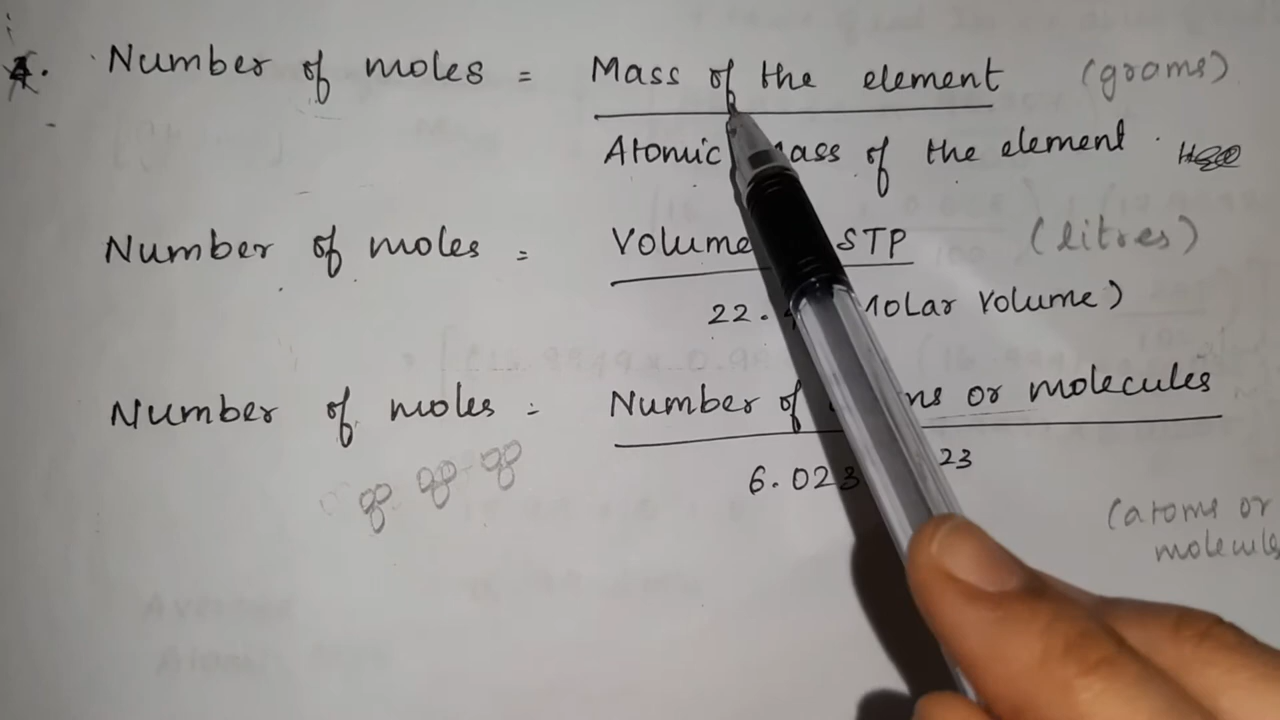 4. Number of moles = Mass of the element (grams)
Atomic mass of the element.
Number of moles = Volume STP (litres)
22. Molar volume)
Number of moles = Number of or molecules
6.023 23
(atoms or